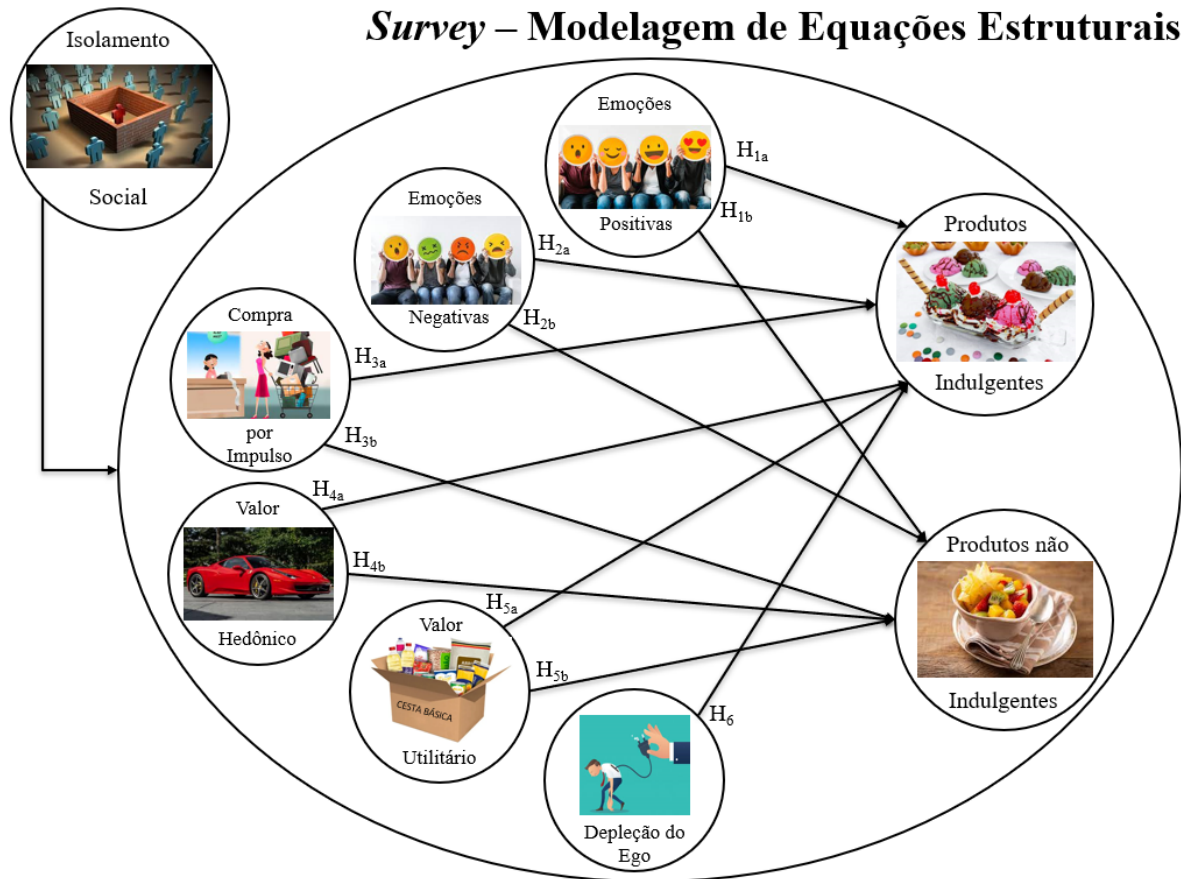 Survey – Modelagem de Equações Estruturais
Isolamento
Social
Emoções
Positivas
H1a
H1b
Emoções
Negativas
H2a
H2b
Compra
por
Impulso
H3a
H3b
Valor
Hedônico
H4a
H4b
Valor
CESTA BÁSICA
Utilitário
H5a
H5b
Depleção do
Ego
H6
Produtos
Indulgentes
Produtos não
Indulgentes